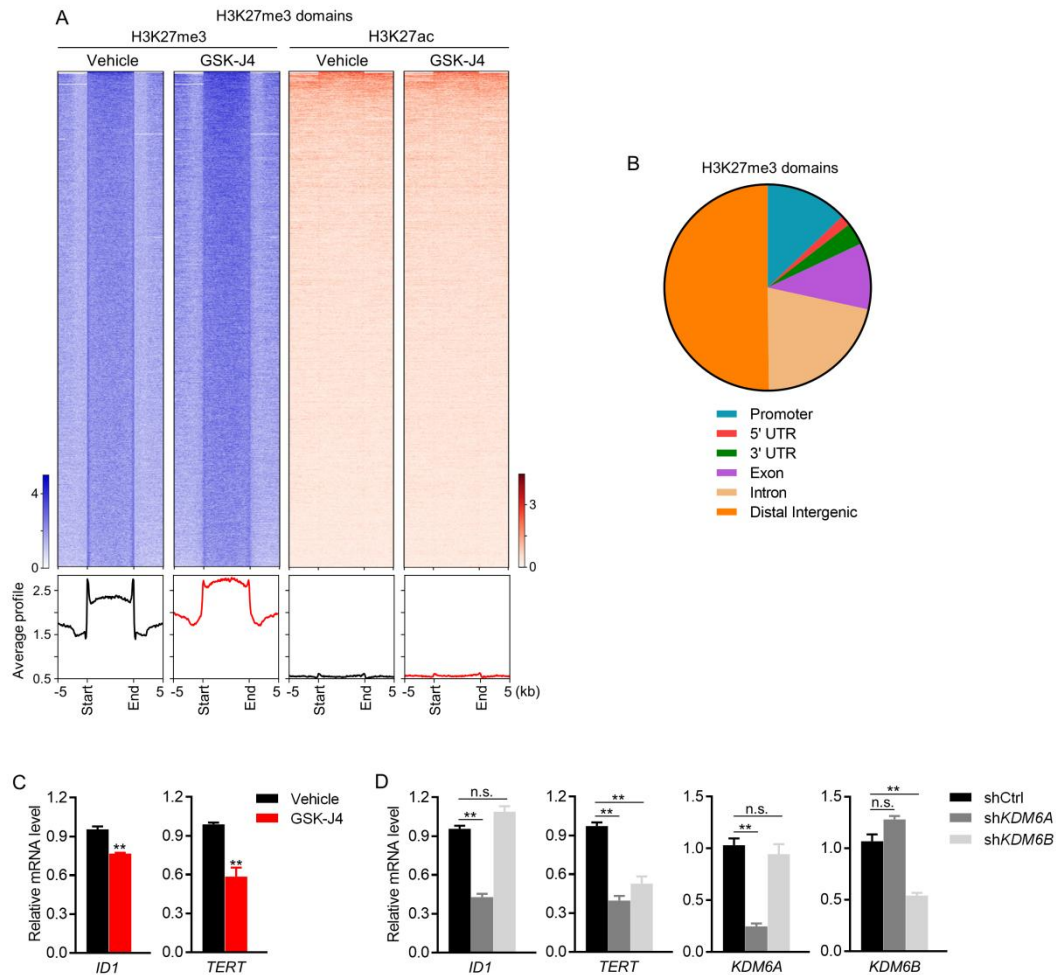 A
H3K27me3 domains
H3K27me3 H3K27ac
Vehicle GSK-J4 Vehicle GSK-J4
4
0
3
0
Average profile
2.5
1.5
0.5
-5 Start End 5 -5 Start End 5 -5 Start End 5 -5 Start End 5 (kb)
B
H3K27me3 domains
Promoter
5' UTR
3' UTR
Exon
Intron
Distal Intergenic
C
Relative mRNA level
1.2
0.9
0.6
0.3
0.0
**
ID1
1.2
0.9
0.6
0.3
0.0
**
TERT
Vehicle
GSK-J4
D
Relative mRNA level
1.2
0.9
0.6
0.3
0.0
n.s.
**
ID1
1.2
0.9
0.6
0.3
0.0
**
**
TERT
1.5
1.0
0.5
0.0
n.s.
**
KDM6A
1.5
1.0
0.5
0.0
**
n.s.
KDM6B
shCtrl
shKDM6A
shKDM6B